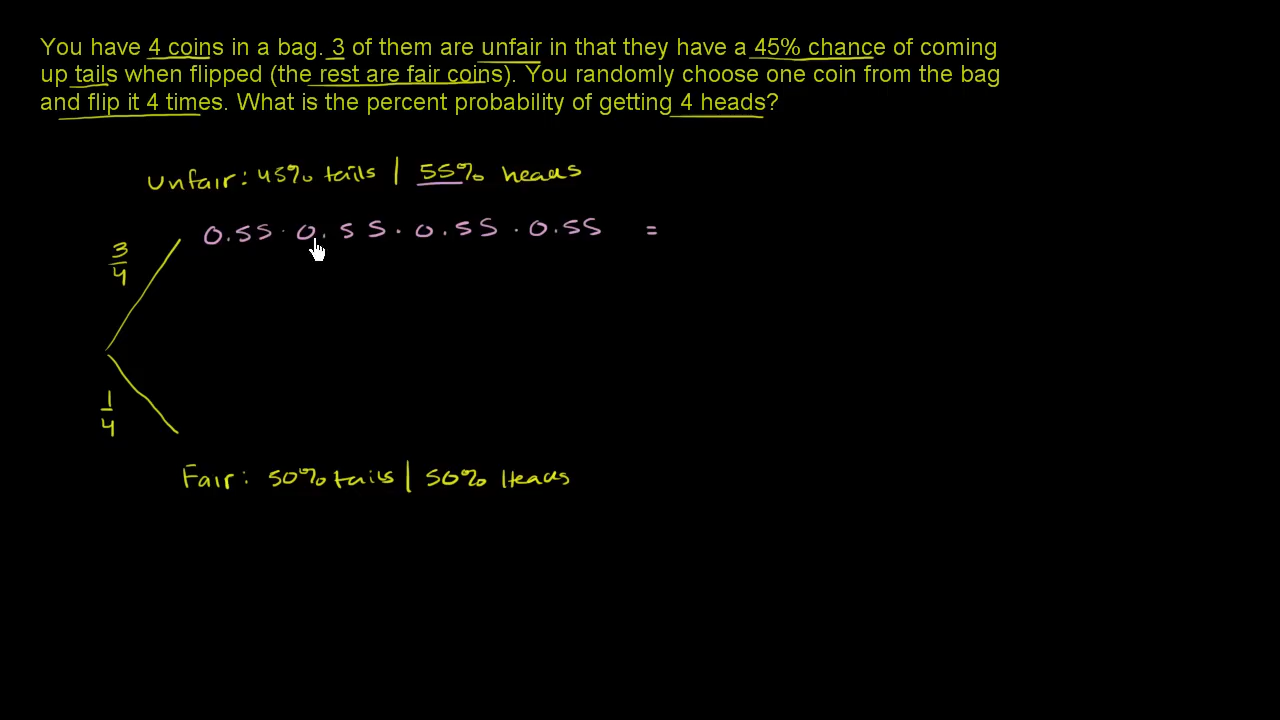 You have 4 coins in a bag. 3 of them are unfair in that they have a 45% chance of coming
up tails when flipped (the rest are fair coins). You randomly choose one coin from the bag
and flip it 4 times. What is the percent probability of getting 4 heads?
Unfair: 45% tails | 55% heads
0.55 · 0.55 · 0.55 · 0.55 =
3/4
1/4
Fair: 50% tails | 50% Heads